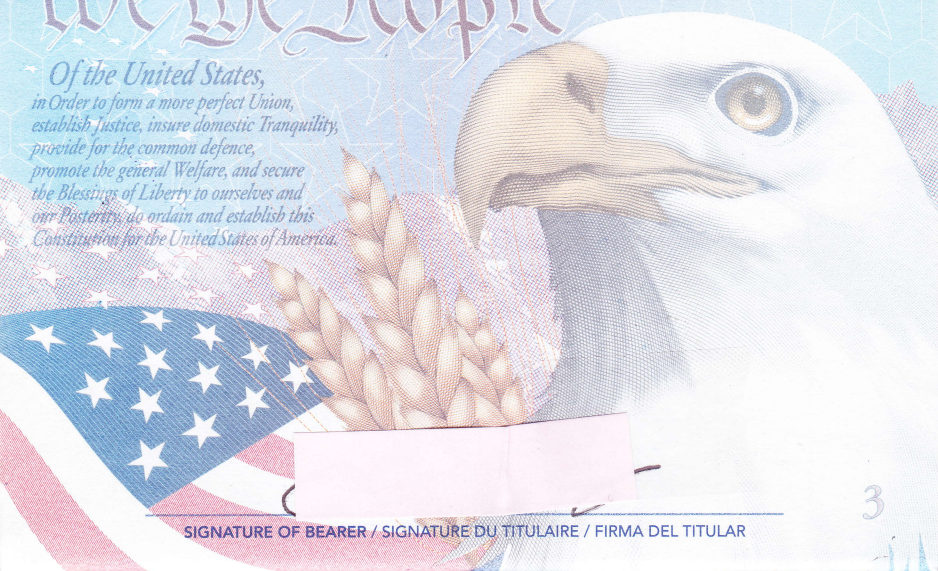 We the People
Of the United States,
in Order to form a more perfect Union,
establish Justice, insure domestic Tranquility,
provide for the common defence,
promote the general Welfare, and secure
the Blessings of Liberty to ourselves and
our Posterity, do ordain and establish this
Constitution for the United States of America.
3
SIGNATURE OF BEARER / SIGNATURE DU TITULAIRE / FIRMA DEL TITULAR